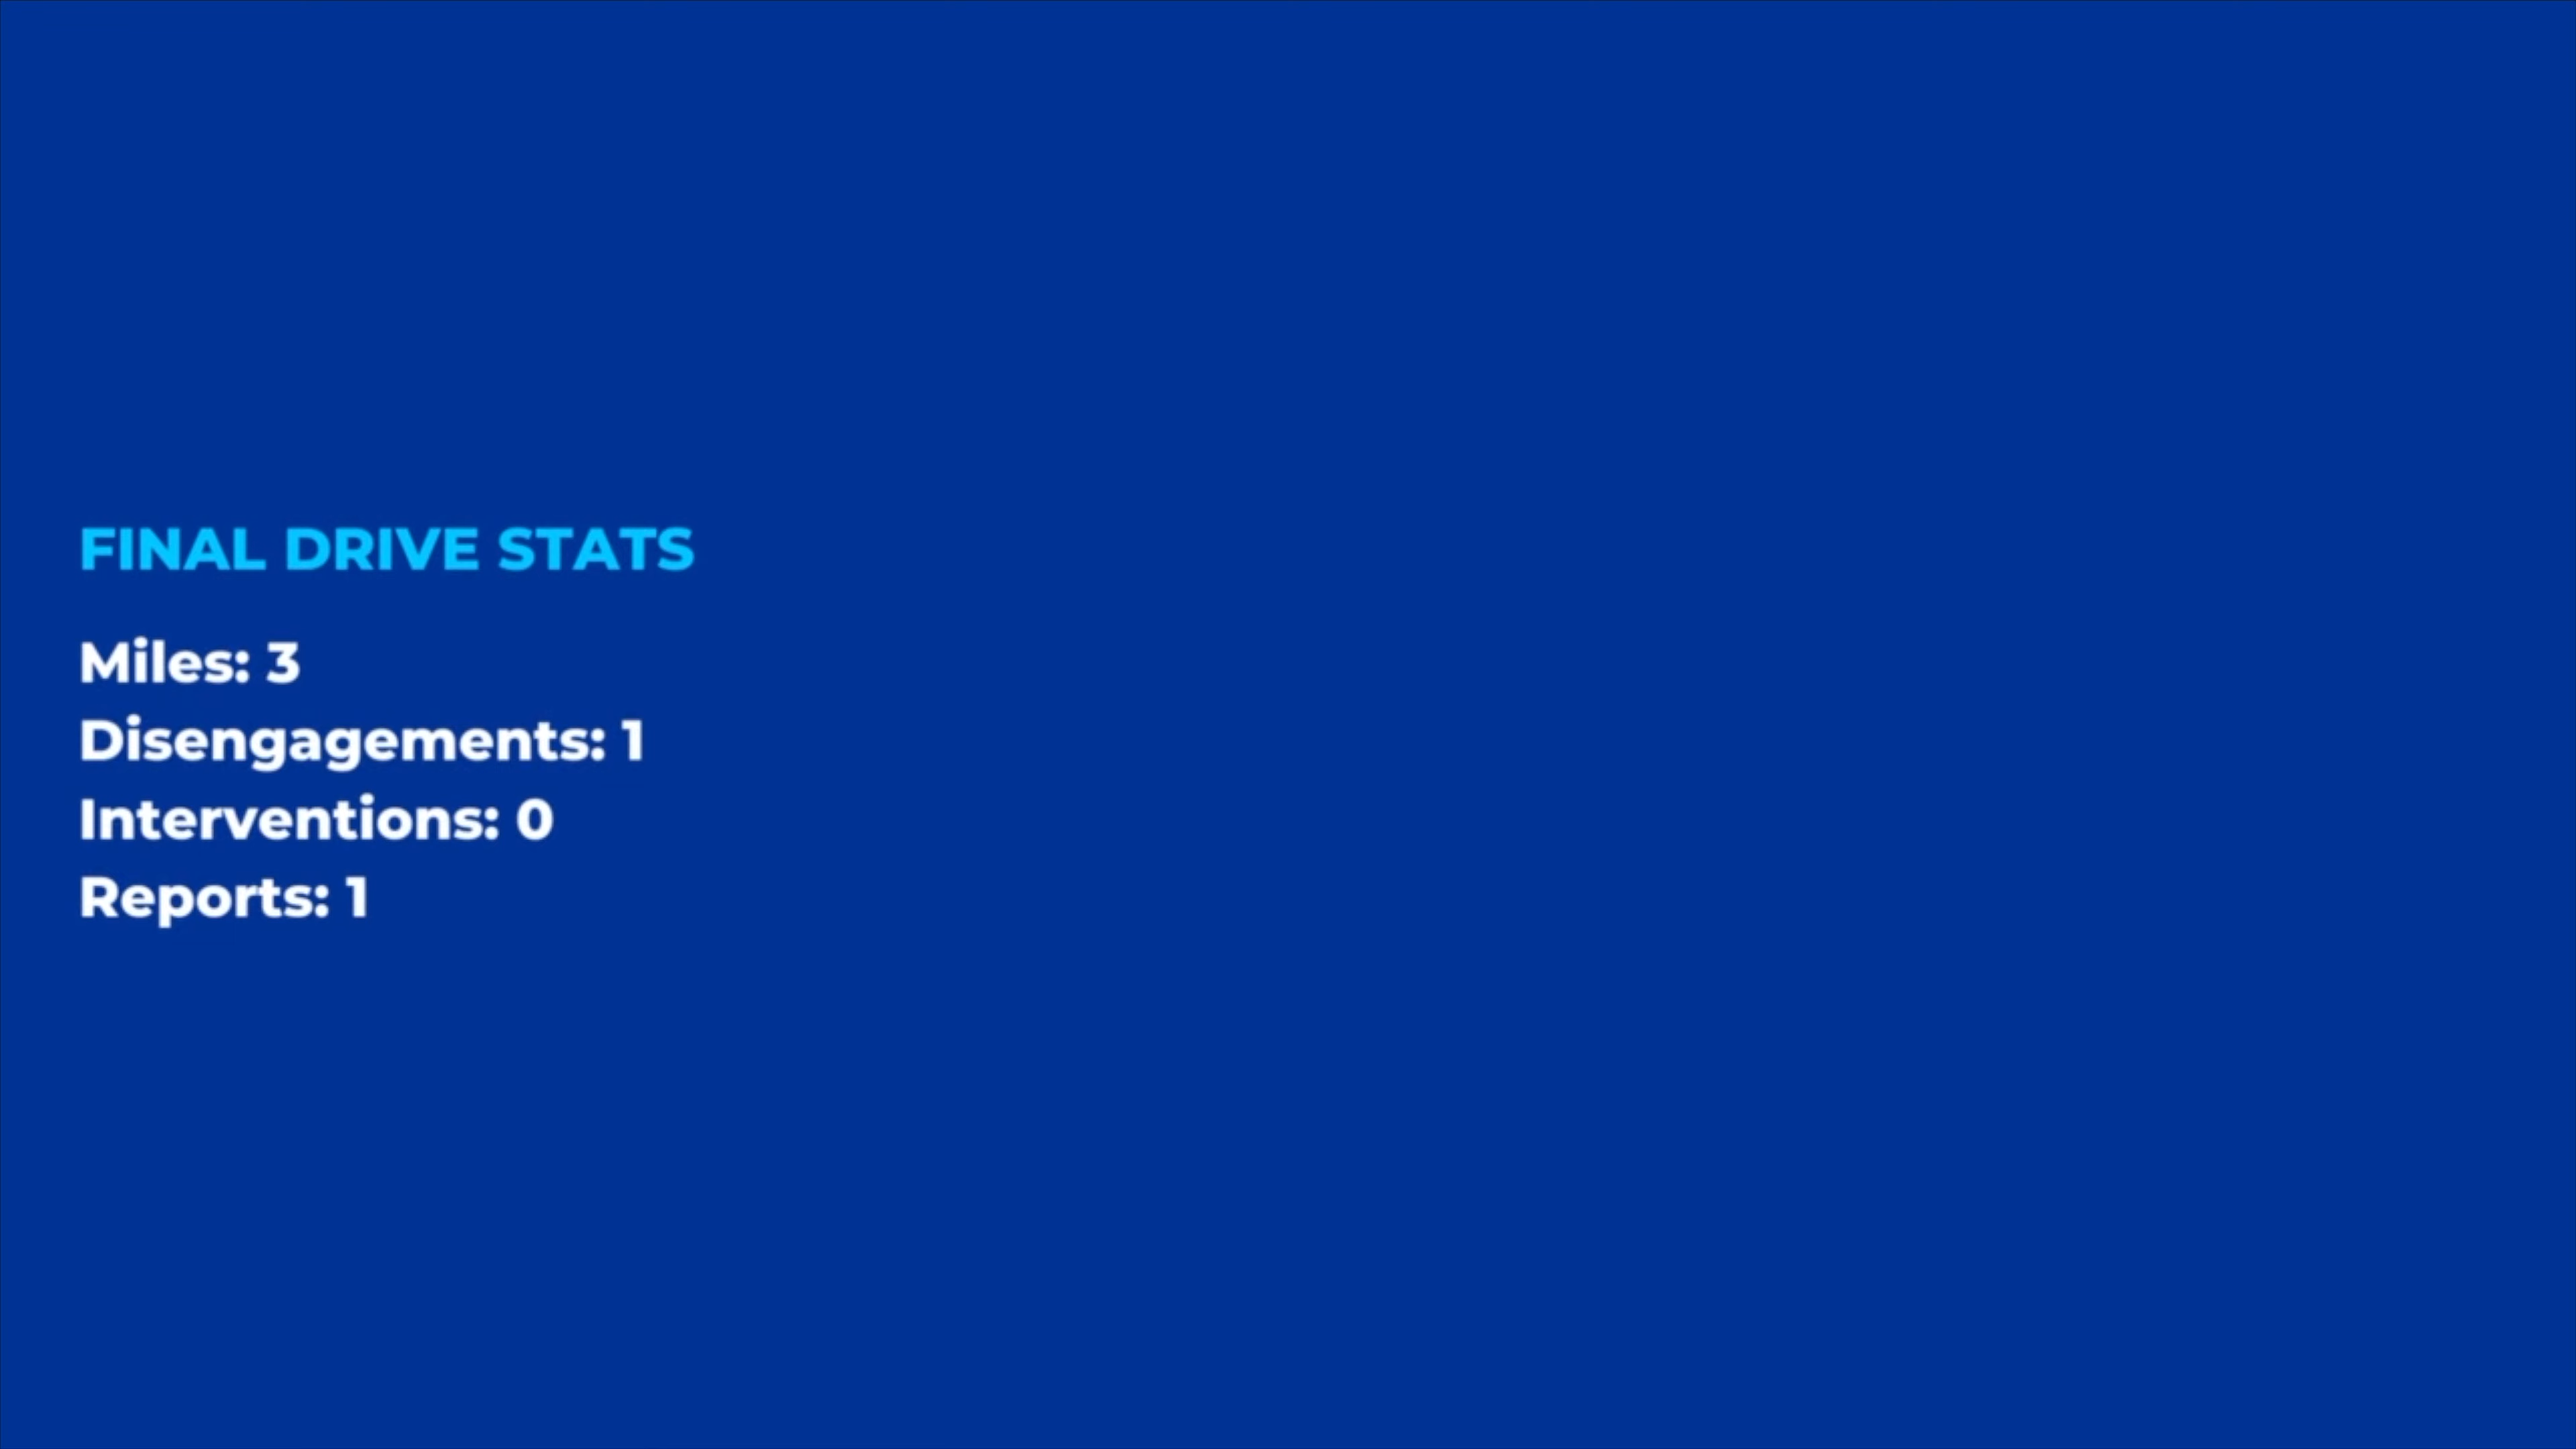 FINAL DRIVE STATS
Miles: 3
Disengagements: 1
Interventions: 0
Reports: 1